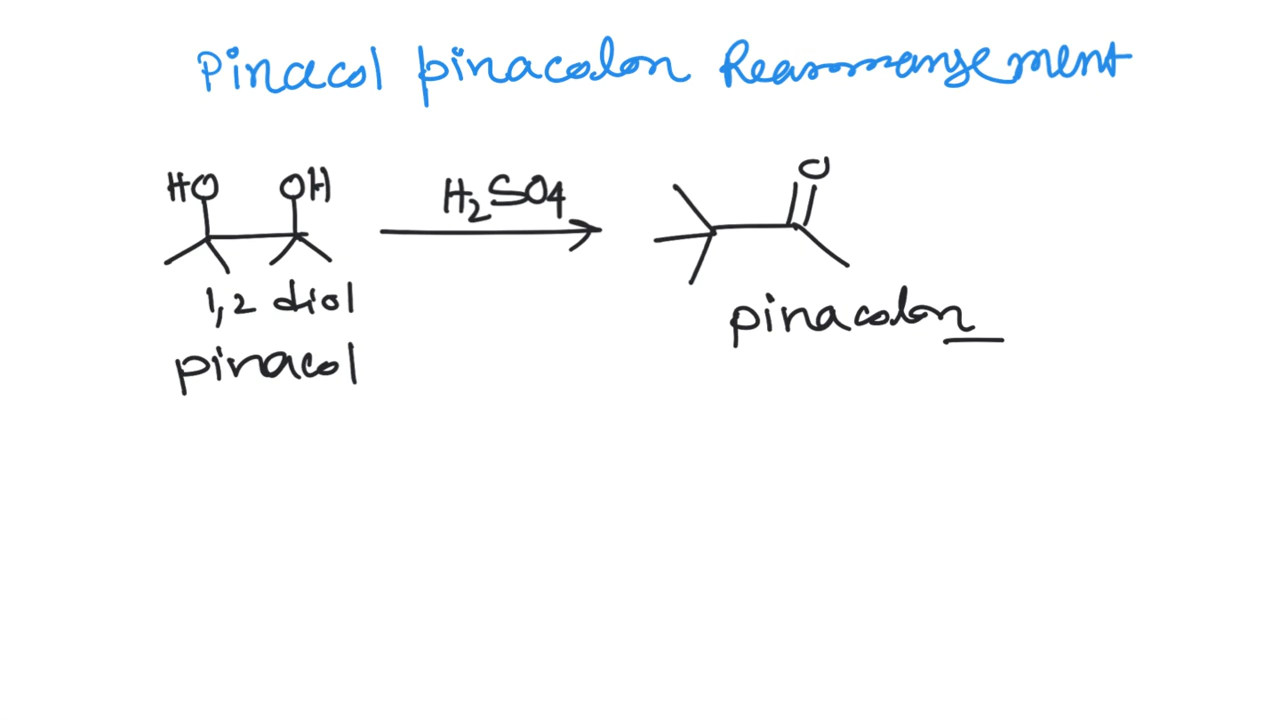 Pinacol pinacolon Rearrangement
HO OH H2SO4 O
1,2 diol
pinacolon
pinacol